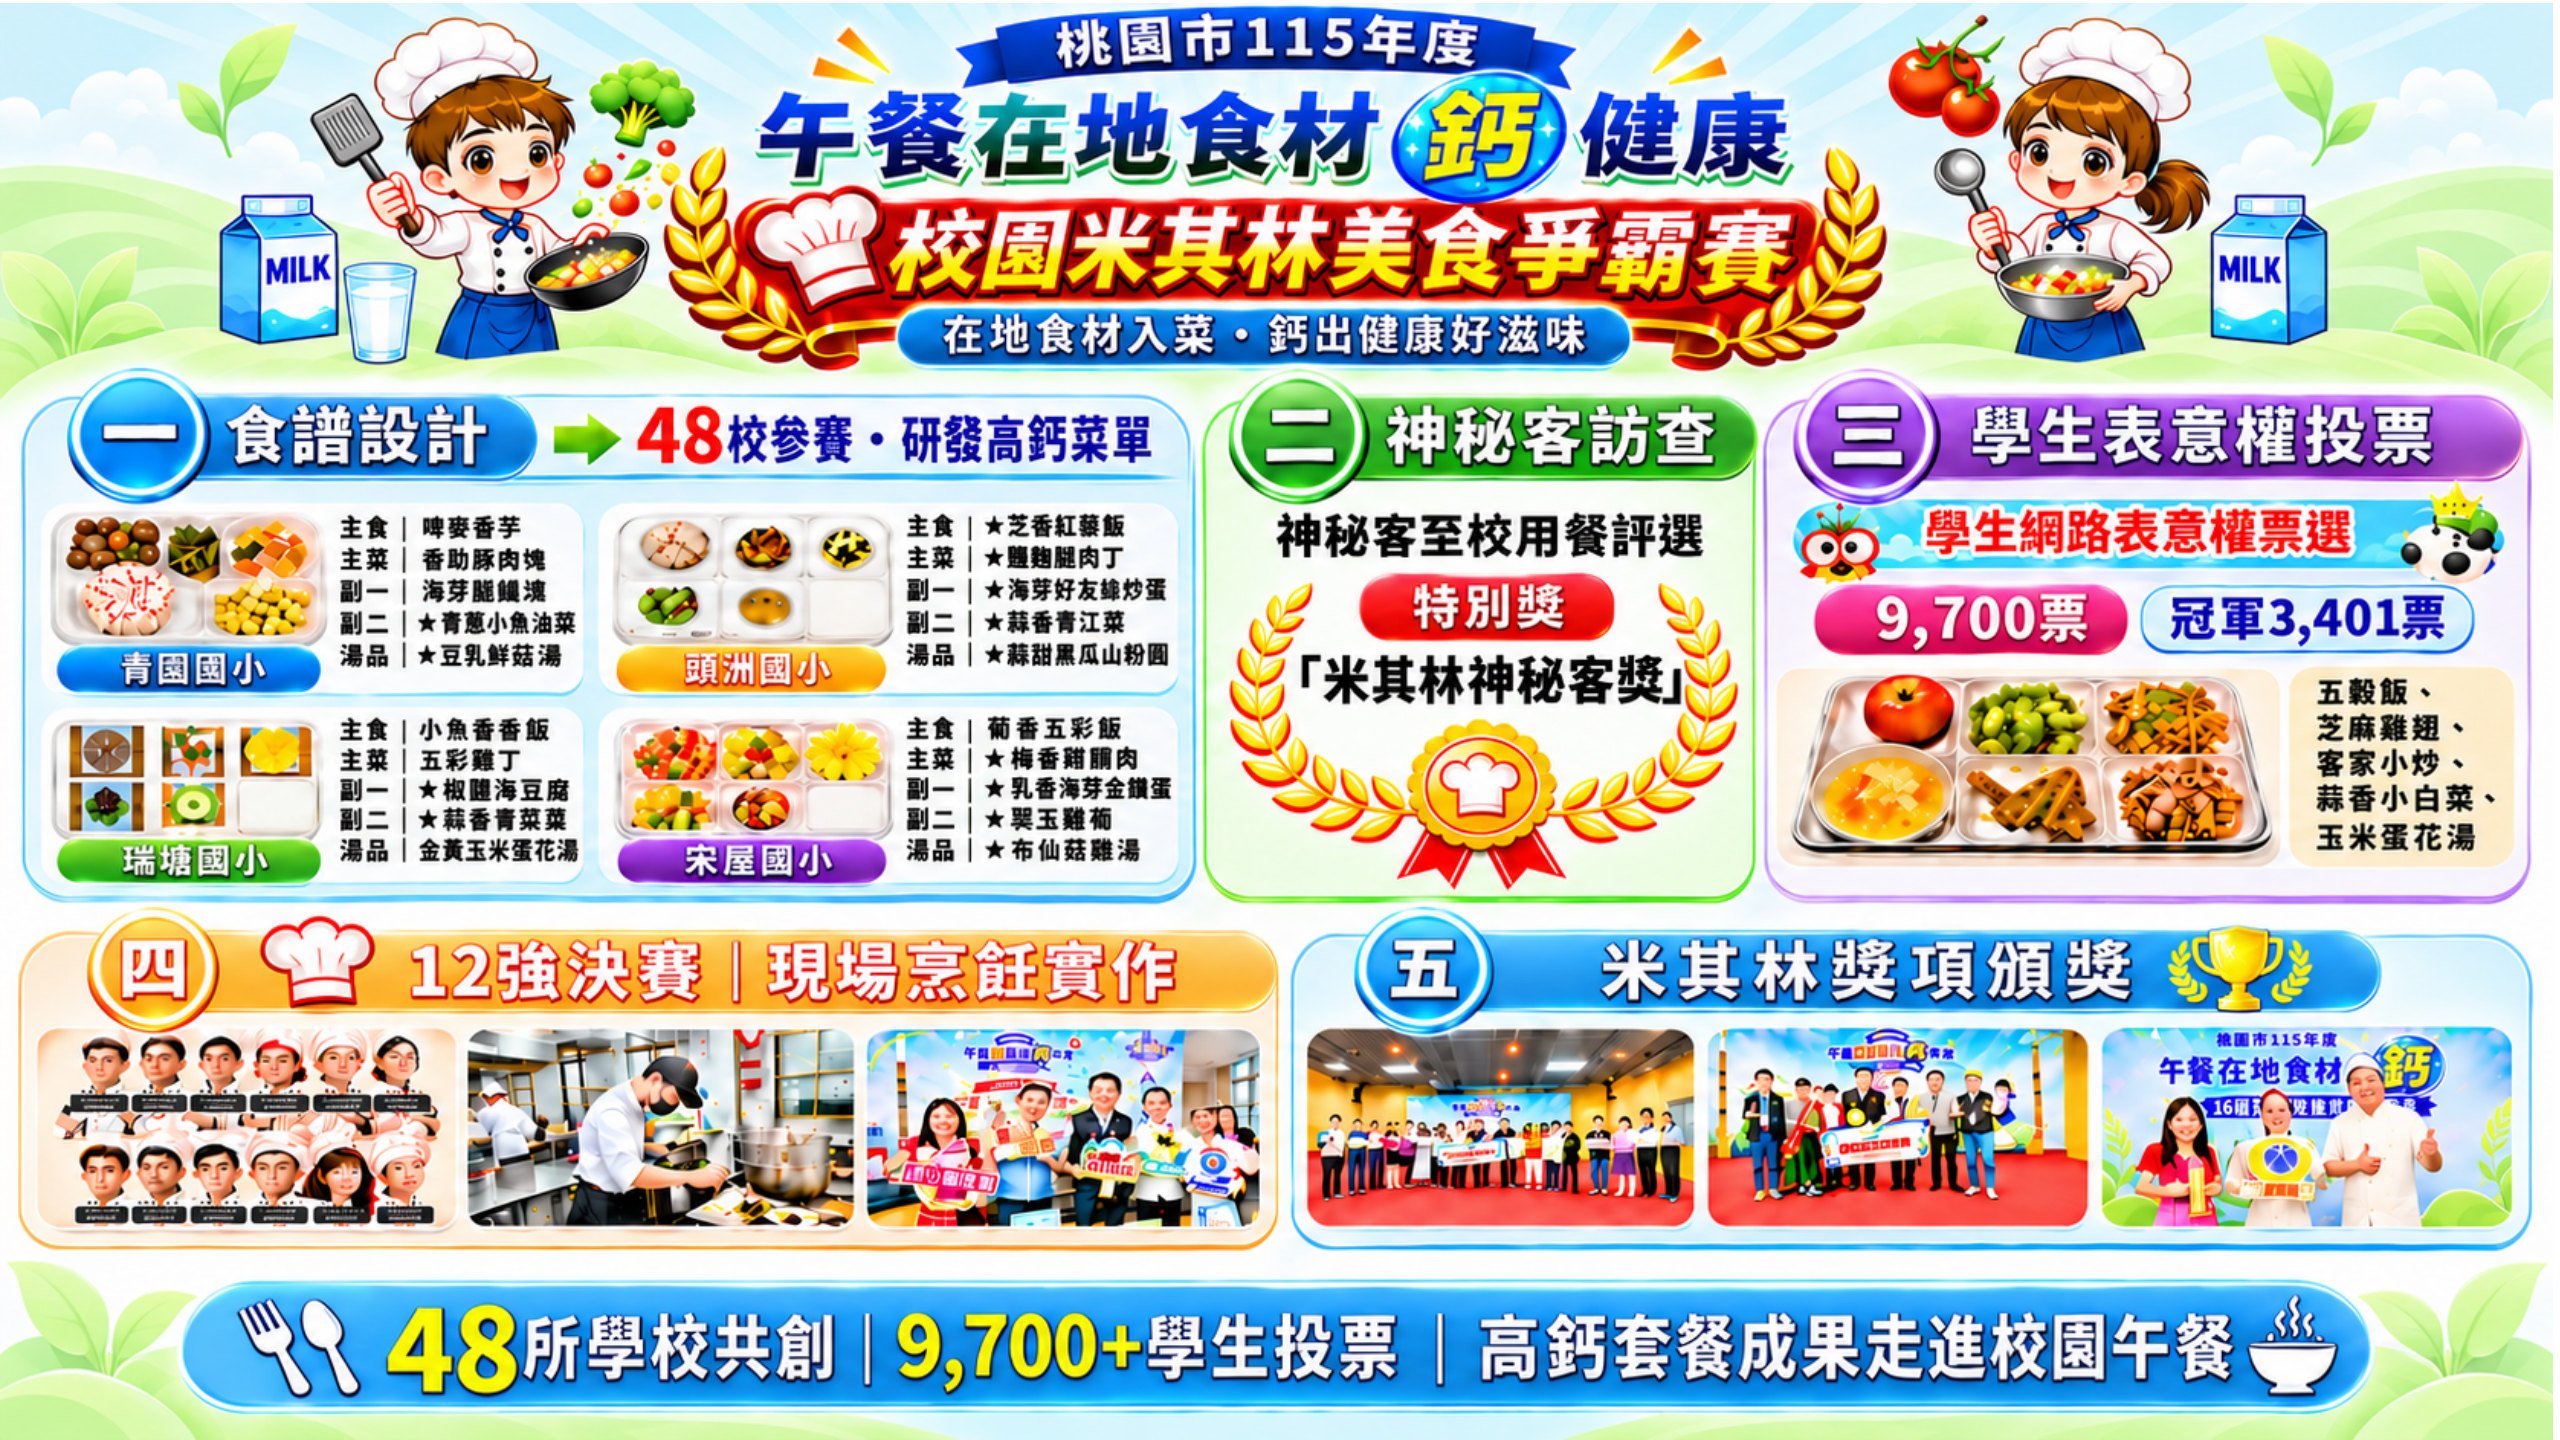 桃園市115年度
午餐在地食材鈣健康
校園米其林美食爭霸賽
在地食材入菜・鈣出健康好滋味
MILK
MILK
一 食譜設計
48校參賽・研發高鈣菜單
主食｜啤麥香芋
主菜｜香助豚肉塊
副一｜海芽
副二｜★青蔥小魚油菜
湯品｜★豆乳鮮菇湯
青園國小
主食｜★芝香紅藜飯
主菜｜★腿肉丁
副一｜★海芽好友絲炒蛋
副二｜★蒜香青江菜
湯品｜★蒜甜黑瓜山粉圓
頭洲國小
主食｜小魚香香飯
主菜｜五彩雞丁
副一｜★椒海豆腐
副二｜★蒜香青菜菜
湯品｜金黃玉米蛋花湯
瑞塘國小
主食｜葡香五彩飯
主菜｜★梅香肉
副一｜★乳香海芽金鑽蛋
副二｜★玉雞
湯品｜★布仙菇雞湯
宋屋國小
二 神秘客訪查
神秘客至校用餐評選
特別獎
「米其林神秘客獎」
三 學生表意權投票
學生網路表意權票選
9,700票
冠軍3,401票
五穀飯、
芝麻雞翅、
客家小炒、
蒜香小白菜、
玉米蛋花湯
四 12強決賽｜現場烹飪實作
五 米其林獎項頒獎
桃園市115年度
午餐在地食材鈣
48所學校共創｜9,700+學生投票｜高鈣套餐成果走進校園午餐